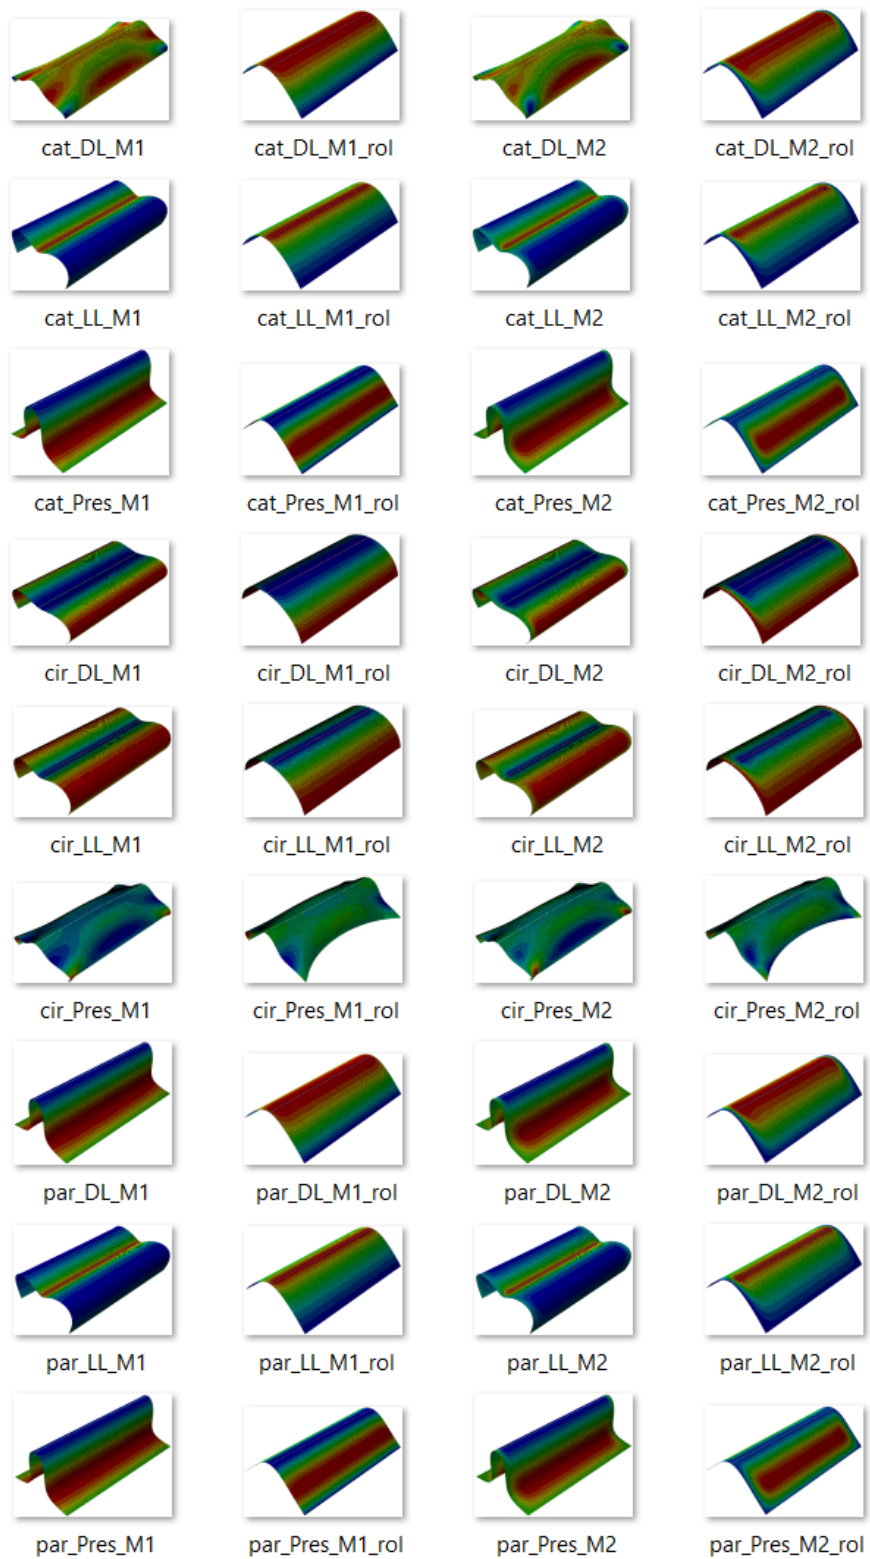 cat_DL_M1 cat_DL_M1_rol cat_DL_M2 cat_DL_M2_rol
cat_LL_M1 cat_LL_M1_rol cat_LL_M2 cat_LL_M2_rol
cat_Pres_M1 cat_Pres_M1_rol cat_Pres_M2 cat_Pres_M2_rol
cir_DL_M1 cir_DL_M1_rol cir_DL_M2 cir_DL_M2_rol
cir_LL_M1 cir_LL_M1_rol cir_LL_M2 cir_LL_M2_rol
cir_Pres_M1 cir_Pres_M1_rol cir_Pres_M2 cir_Pres_M2_rol
par_DL_M1 par_DL_M1_rol par_DL_M2 par_DL_M2_rol
par_LL_M1 par_LL_M1_rol par_LL_M2 par_LL_M2_rol
par_Pres_M1 par_Pres_M1_rol par_Pres_M2 par_Pres_M2_rol